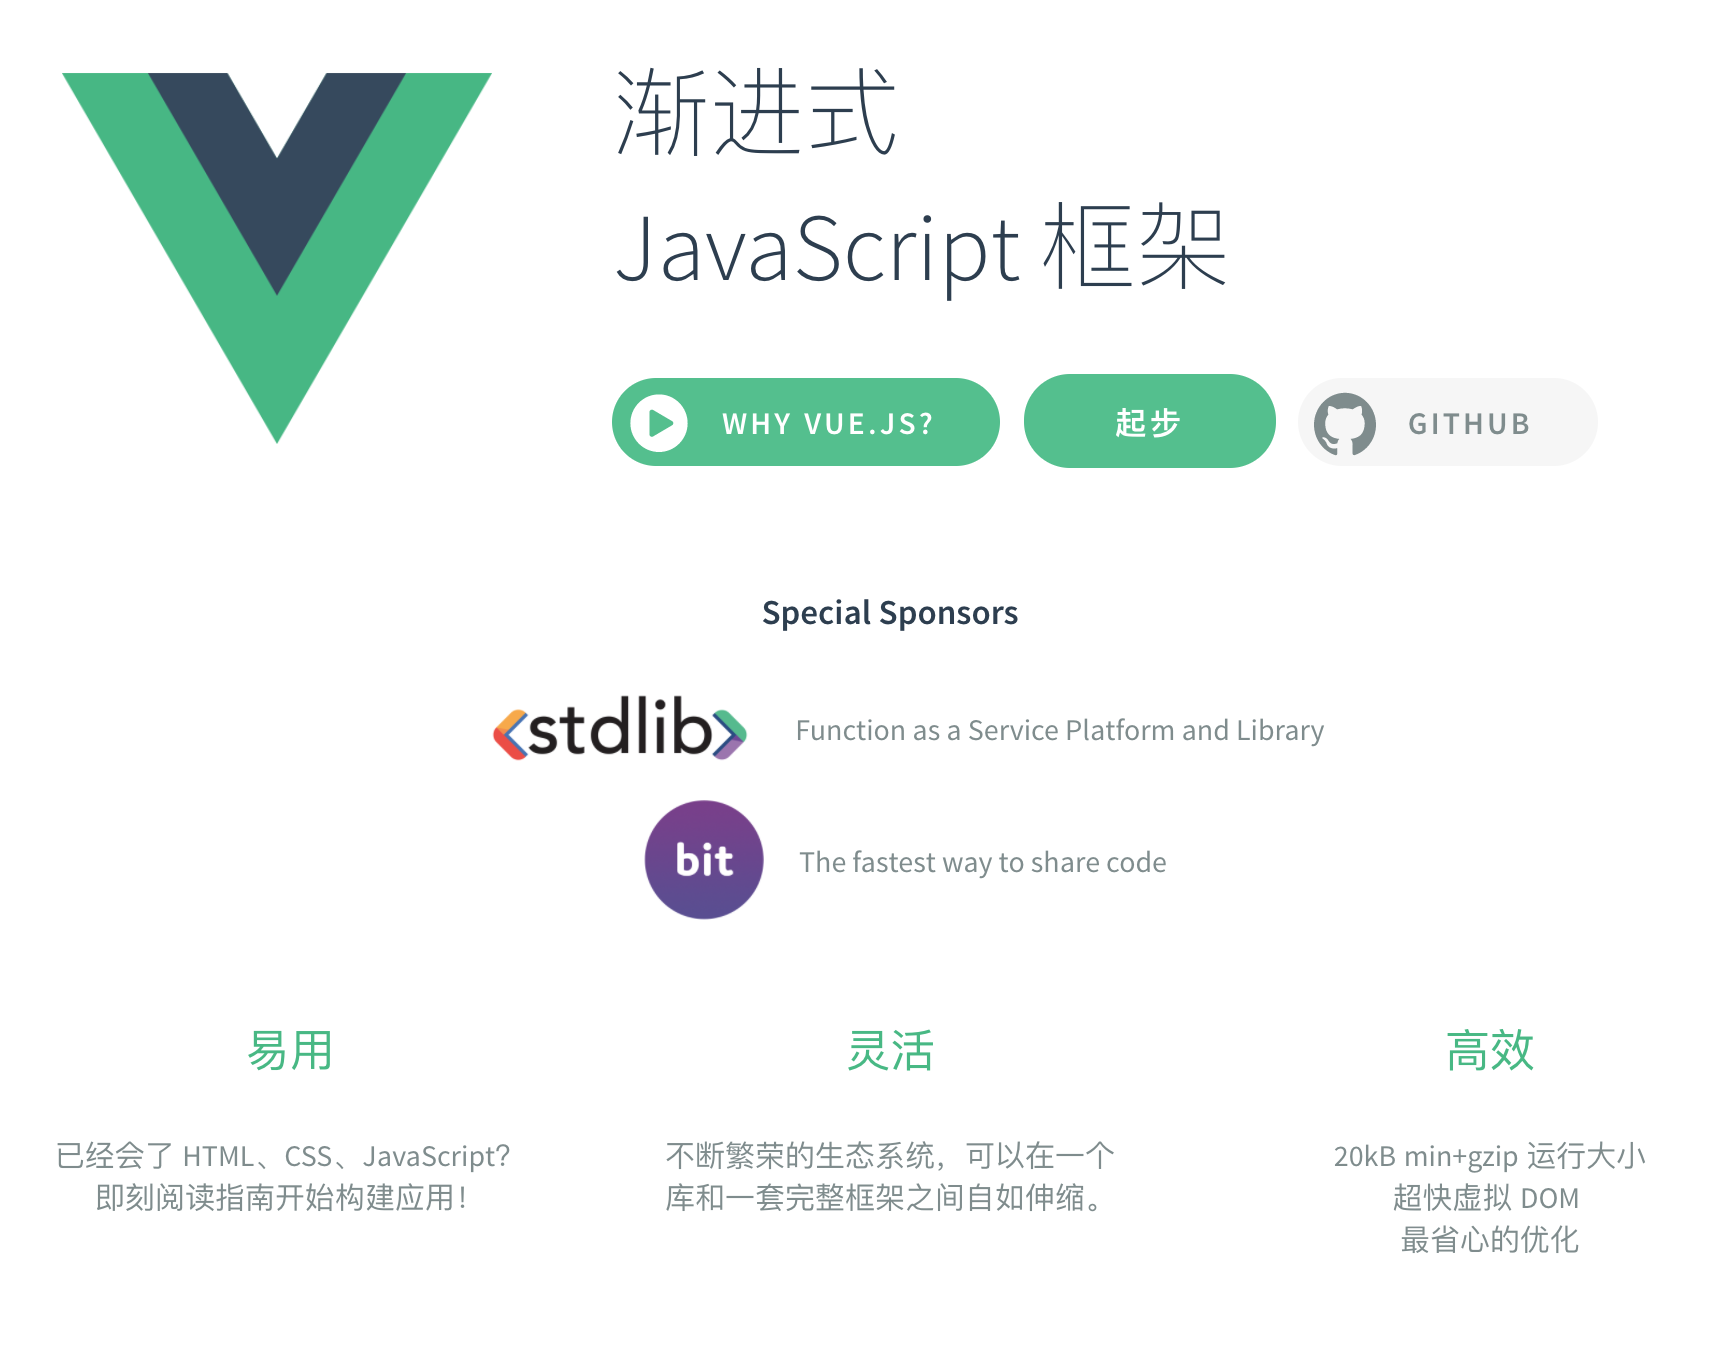 渐进式
JavaScript 框架
WHY VUE.JS?
起步
GITHUB
Special Sponsors
<stdlib>
Function as a Service Platform and Library
bit
The fastest way to share code
易用
已经会了 HTML、CSS、JavaScript？
即刻阅读指南开始构建应用！
灵活
不断繁荣的生态系统，可以在一个
库和一套完整框架之间自如伸缩。
高效
20kB min+gzip 运行大小
超快虚拟 DOM
最省心的优化